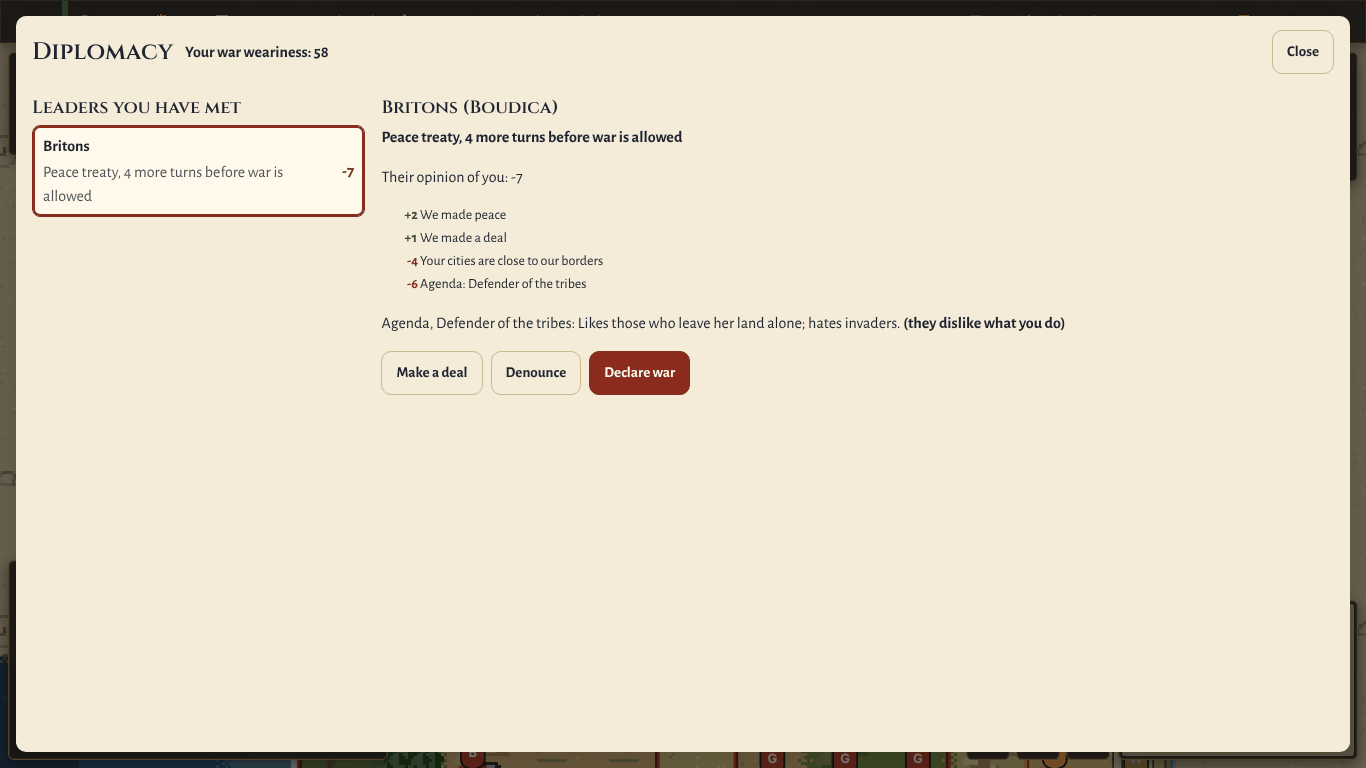 Diplomacy Your war weariness: 58 Close
Leaders you have met
Britons
Peace treaty, 4 more turns before war is
allowed
-7
Britons (Boudica)
Peace treaty, 4 more turns before war is allowed
Their opinion of you: -7
+2 We made peace
+1 We made a deal
-4 Your cities are close to our borders
-6 Agenda: Defender of the tribes
Agenda, Defender of the tribes: Likes those who leave her land alone; hates invaders. (they dislike what you do)
Make a deal Denounce Declare war
G G G